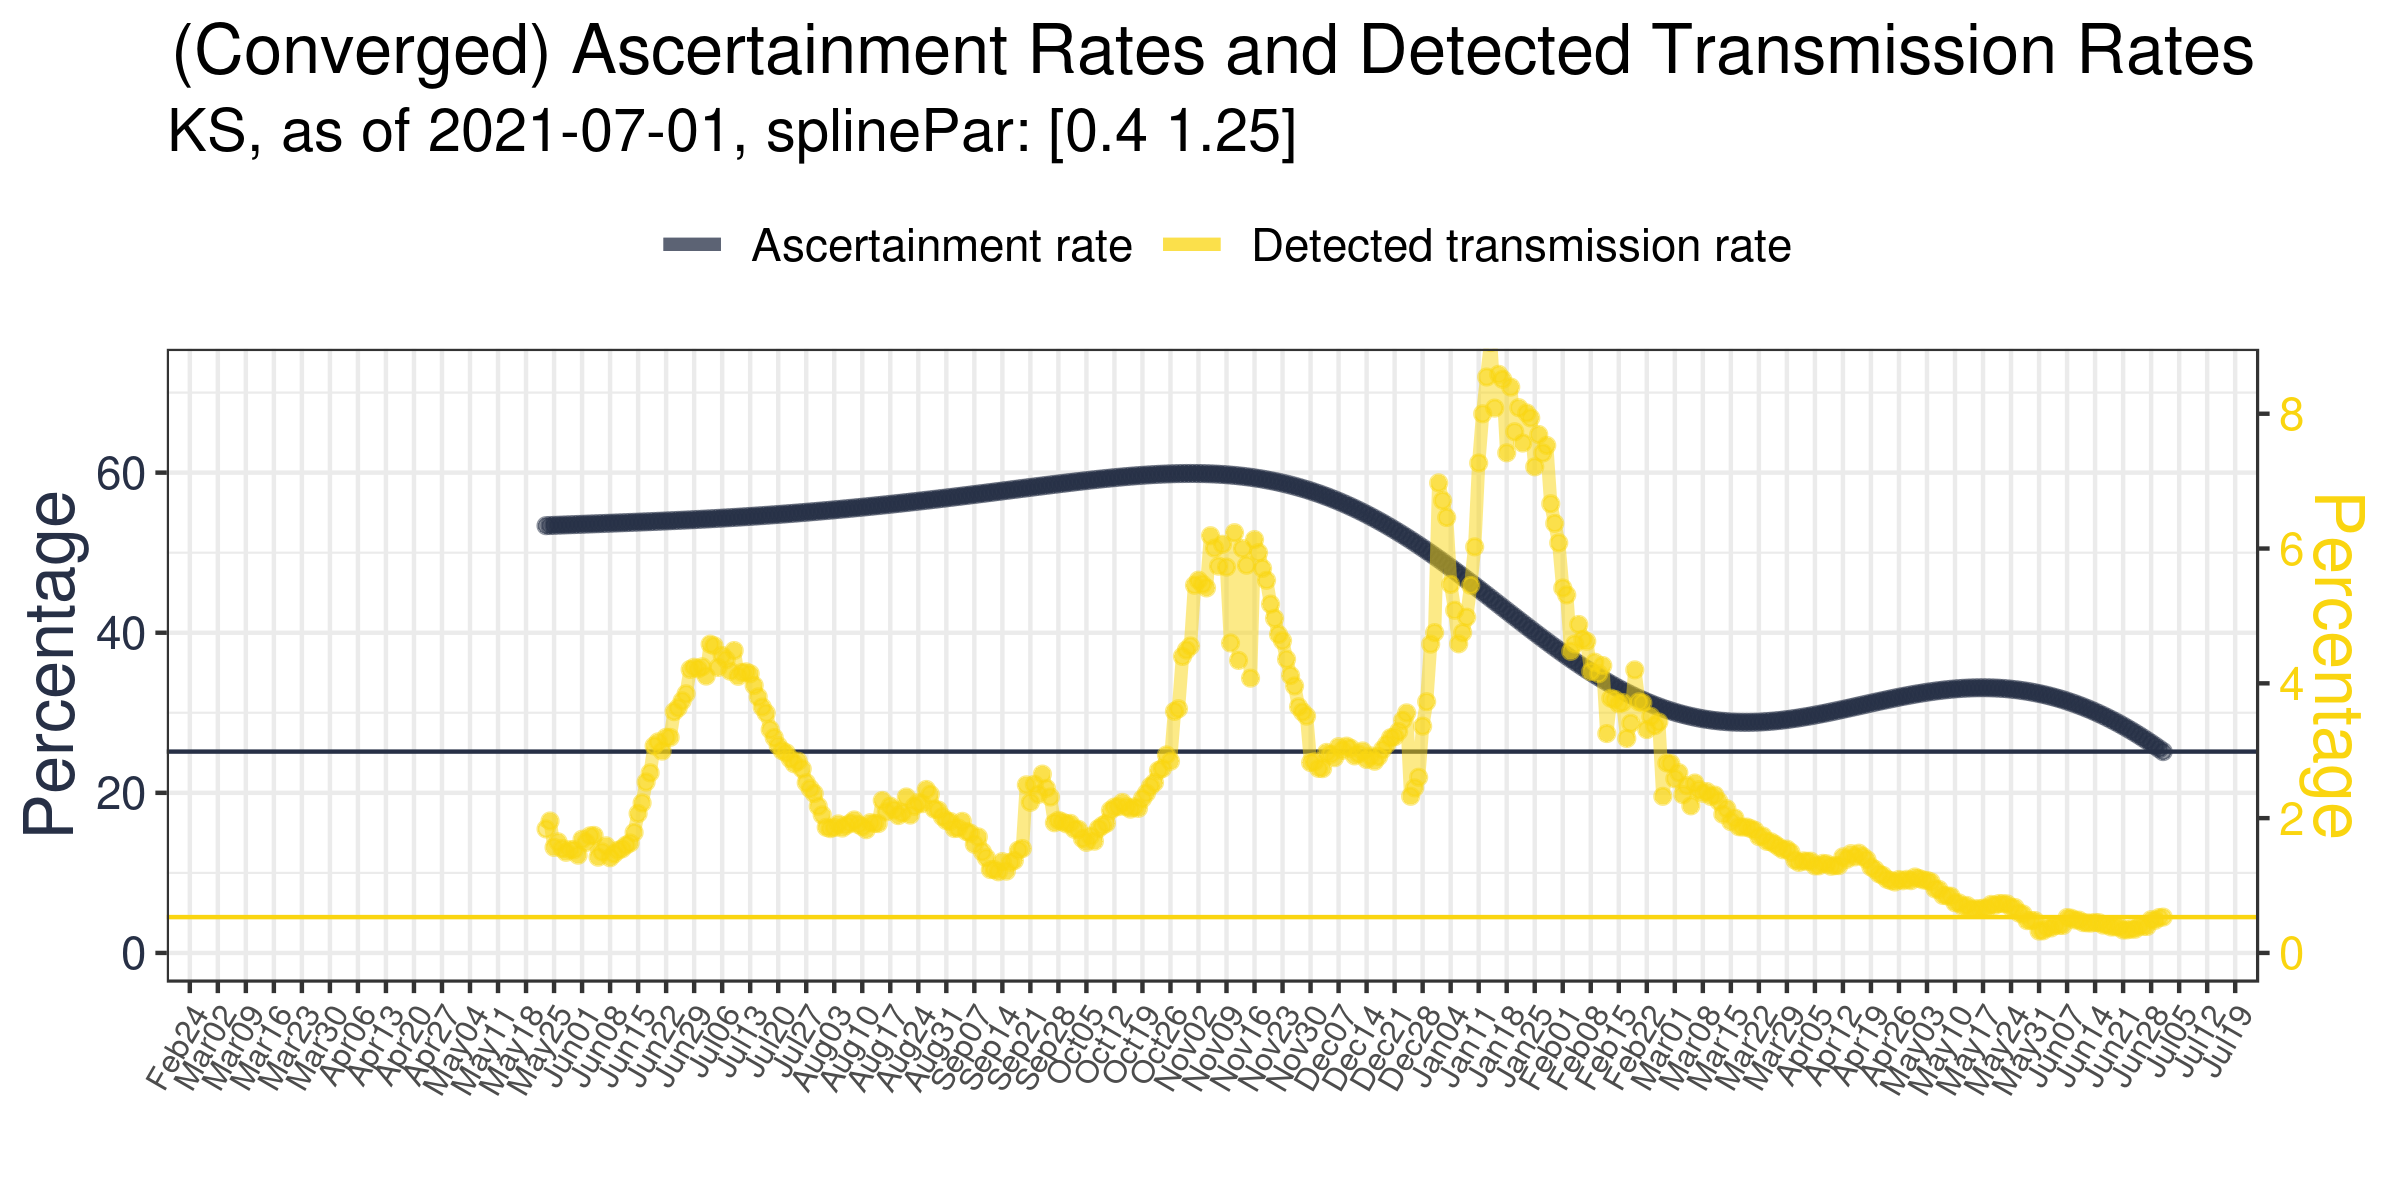 (Converged) Ascertainment Rates and Detected Transmission Rates
KS, as of 2021-07-01, splinePar: [0.4 1.25]
Ascertainment rate
Detected transmission rate
Percentage
60
40
20
0
8
6
4
2
0
Percentage
Feb24
Mar02
Mar09
Mar16
Mar23
Mar30
Apr06
Apr13
Apr20
Apr27
May04
May11
May18
May25
Jun01
Jun08
Jun15
Jun22
Jun29
Jul06
Jul13
Jul20
Jul27
Aug03
Aug10
Aug17
Aug24
Aug31
Sep07
Sep14
Sep21
Sep28
Oct05
Oct12
Oct19
Oct26
Nov02
Nov09
Nov16
Nov23
Nov30
Dec07
Dec14
Dec21
Dec28
Jan04
Jan11
Jan18
Jan25
Feb01
Feb08
Feb15
Feb22
Mar01
Mar08
Mar15
Mar22
Mar29
Apr05
Apr12
Apr19
Apr26
May03
May10
May17
May24
May31
Jun07
Jun14
Jun21
Jun28
Jul05
Jul12
Jul19